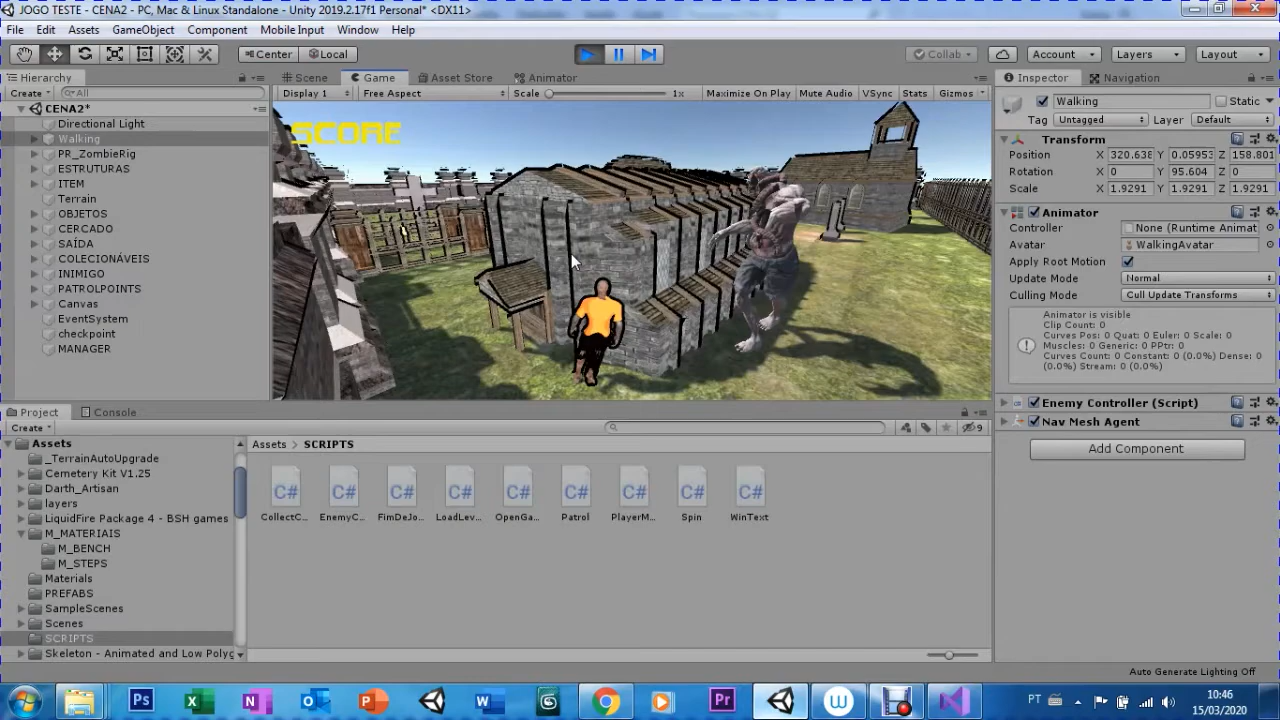 JOGO TESTE - CENA2 - PC, Mac & Linux Standalone - Unity 2019.2.17f1 Personal* <DX11>
File Edit Assets GameObject Component Mobile Input Window Help
Center Local Collab Account Layers Layout
Hierarchy Scene Game Asset Store Animator Inspector Navigation
Create All Display 1 Free Aspect Scale 1x Maximize On Play Mute Audio VSync Stats Gizmos
Walking Static
Tag Untagged Layer Default
CENA2*
Directional Light
Walking
PR_ZombieRig
ESTRUTURAS
ITEM
Terrain
OBJETOS
CERCADO
SAÍDA
COLECIONÁVEIS
INIMIGO
PATROLPOINTS
Canvas
EventSystem
checkpoint
MANAGER
SCORE
Transform
Position X 320.638 Y 0.05953 Z 158.801
Rotation X 0 Y 95.604 Z 0
Scale X 1.9291 Y 1.9291 Z 1.9291
Animator
Controller None (Runtime Animat
Avatar WalkingAvatar
Apply Root Motion
Update Mode Normal
Culling Mode Cull Update Transforms
Animator is visible
Clip Count: 0
Curves Pos: 0 Quat: 0 Euler: 0 Scale: 0
Muscles: 0 Generic: 0 PPtr: 0
Curves Count: 0 Constant: 0 (0.0%) Dense: 0
(0.0%) Stream: 0 (0.0%)
Enemy Controller (Script)
Nav Mesh Agent
Add Component
Project Console
Create 9
Assets
_TerrainAutoUpgrade
Cemetery Kit V1.25
Darth_Artisan
layers
LiquidFire Package 4 - BSH games
M_MATERIAIS
M_BENCH
M_STEPS
Materials
PREFABS
SampleScenes
Scenes
SCRIPTS
Skeleton - Animated and Low Polyg
Assets SCRIPTS
C# C# C# C# C# C# C# C# C#
CollectC... EnemyC... FimDeJo... LoadLev... OpenGa... Patrol PlayerM... Spin WinText
Auto Generate Lighting Off
Ps Pr PT
10:46
15/03/2020